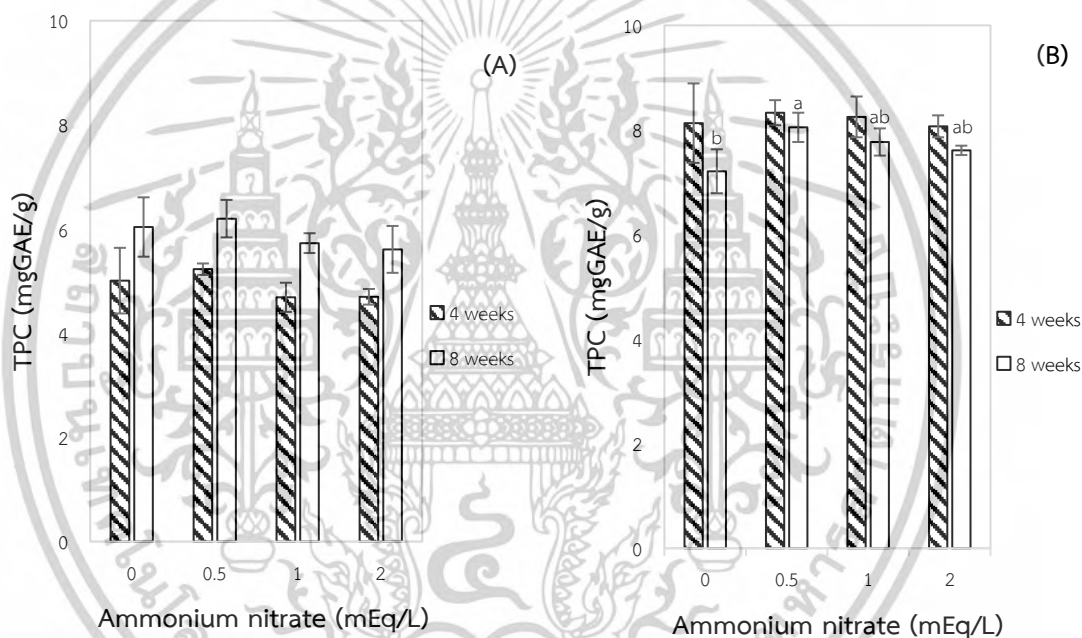 (A)
10
8
6
4
2
0
TPC (mgGAE/g)
0 0.5 1 2
Ammonium nitrate (mEq/L)
4 weeks
8 weeks
(B)
10
8
6
4
2
0
TPC (mgGAE/g)
b a ab ab
0 0.5 1 2
Ammonium nitrate (mEq/L)
4 weeks
8 weeks